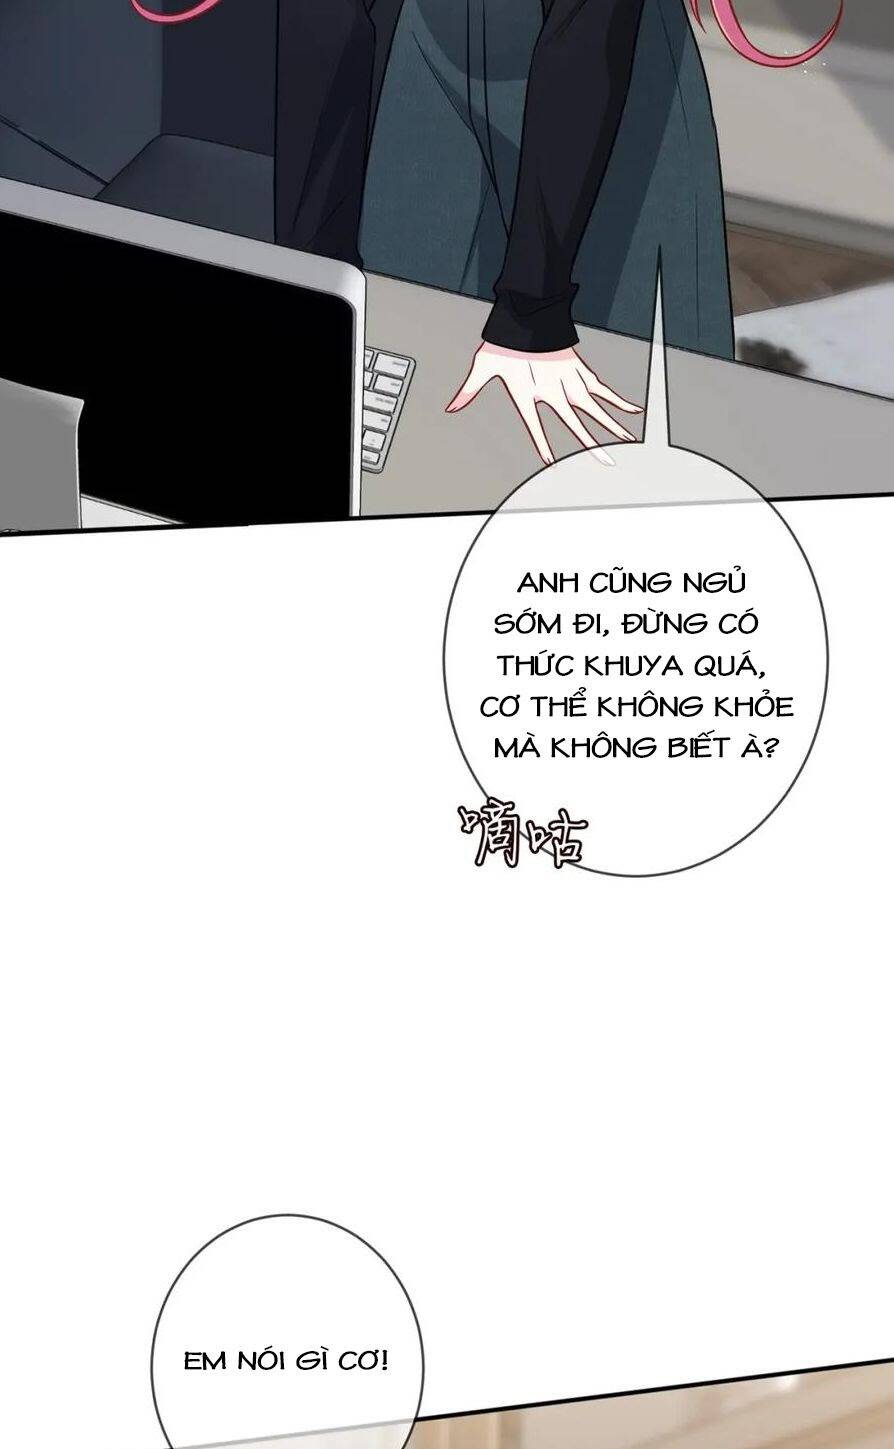 ANH CŨNG NGỦ
SỚM ĐI, ĐỪNG CÓ
THỨC KHUYA QUÁ,
CƠ THỂ KHÔNG KHỎE
MÀ KHÔNG BIẾT À?
嘀咕
EM NÓI GÌ CƠ!